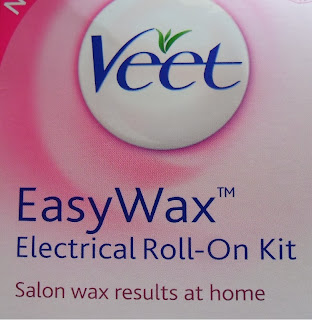 Veet
EasyWax™
Electrical Roll-On Kit
Salon wax results at home